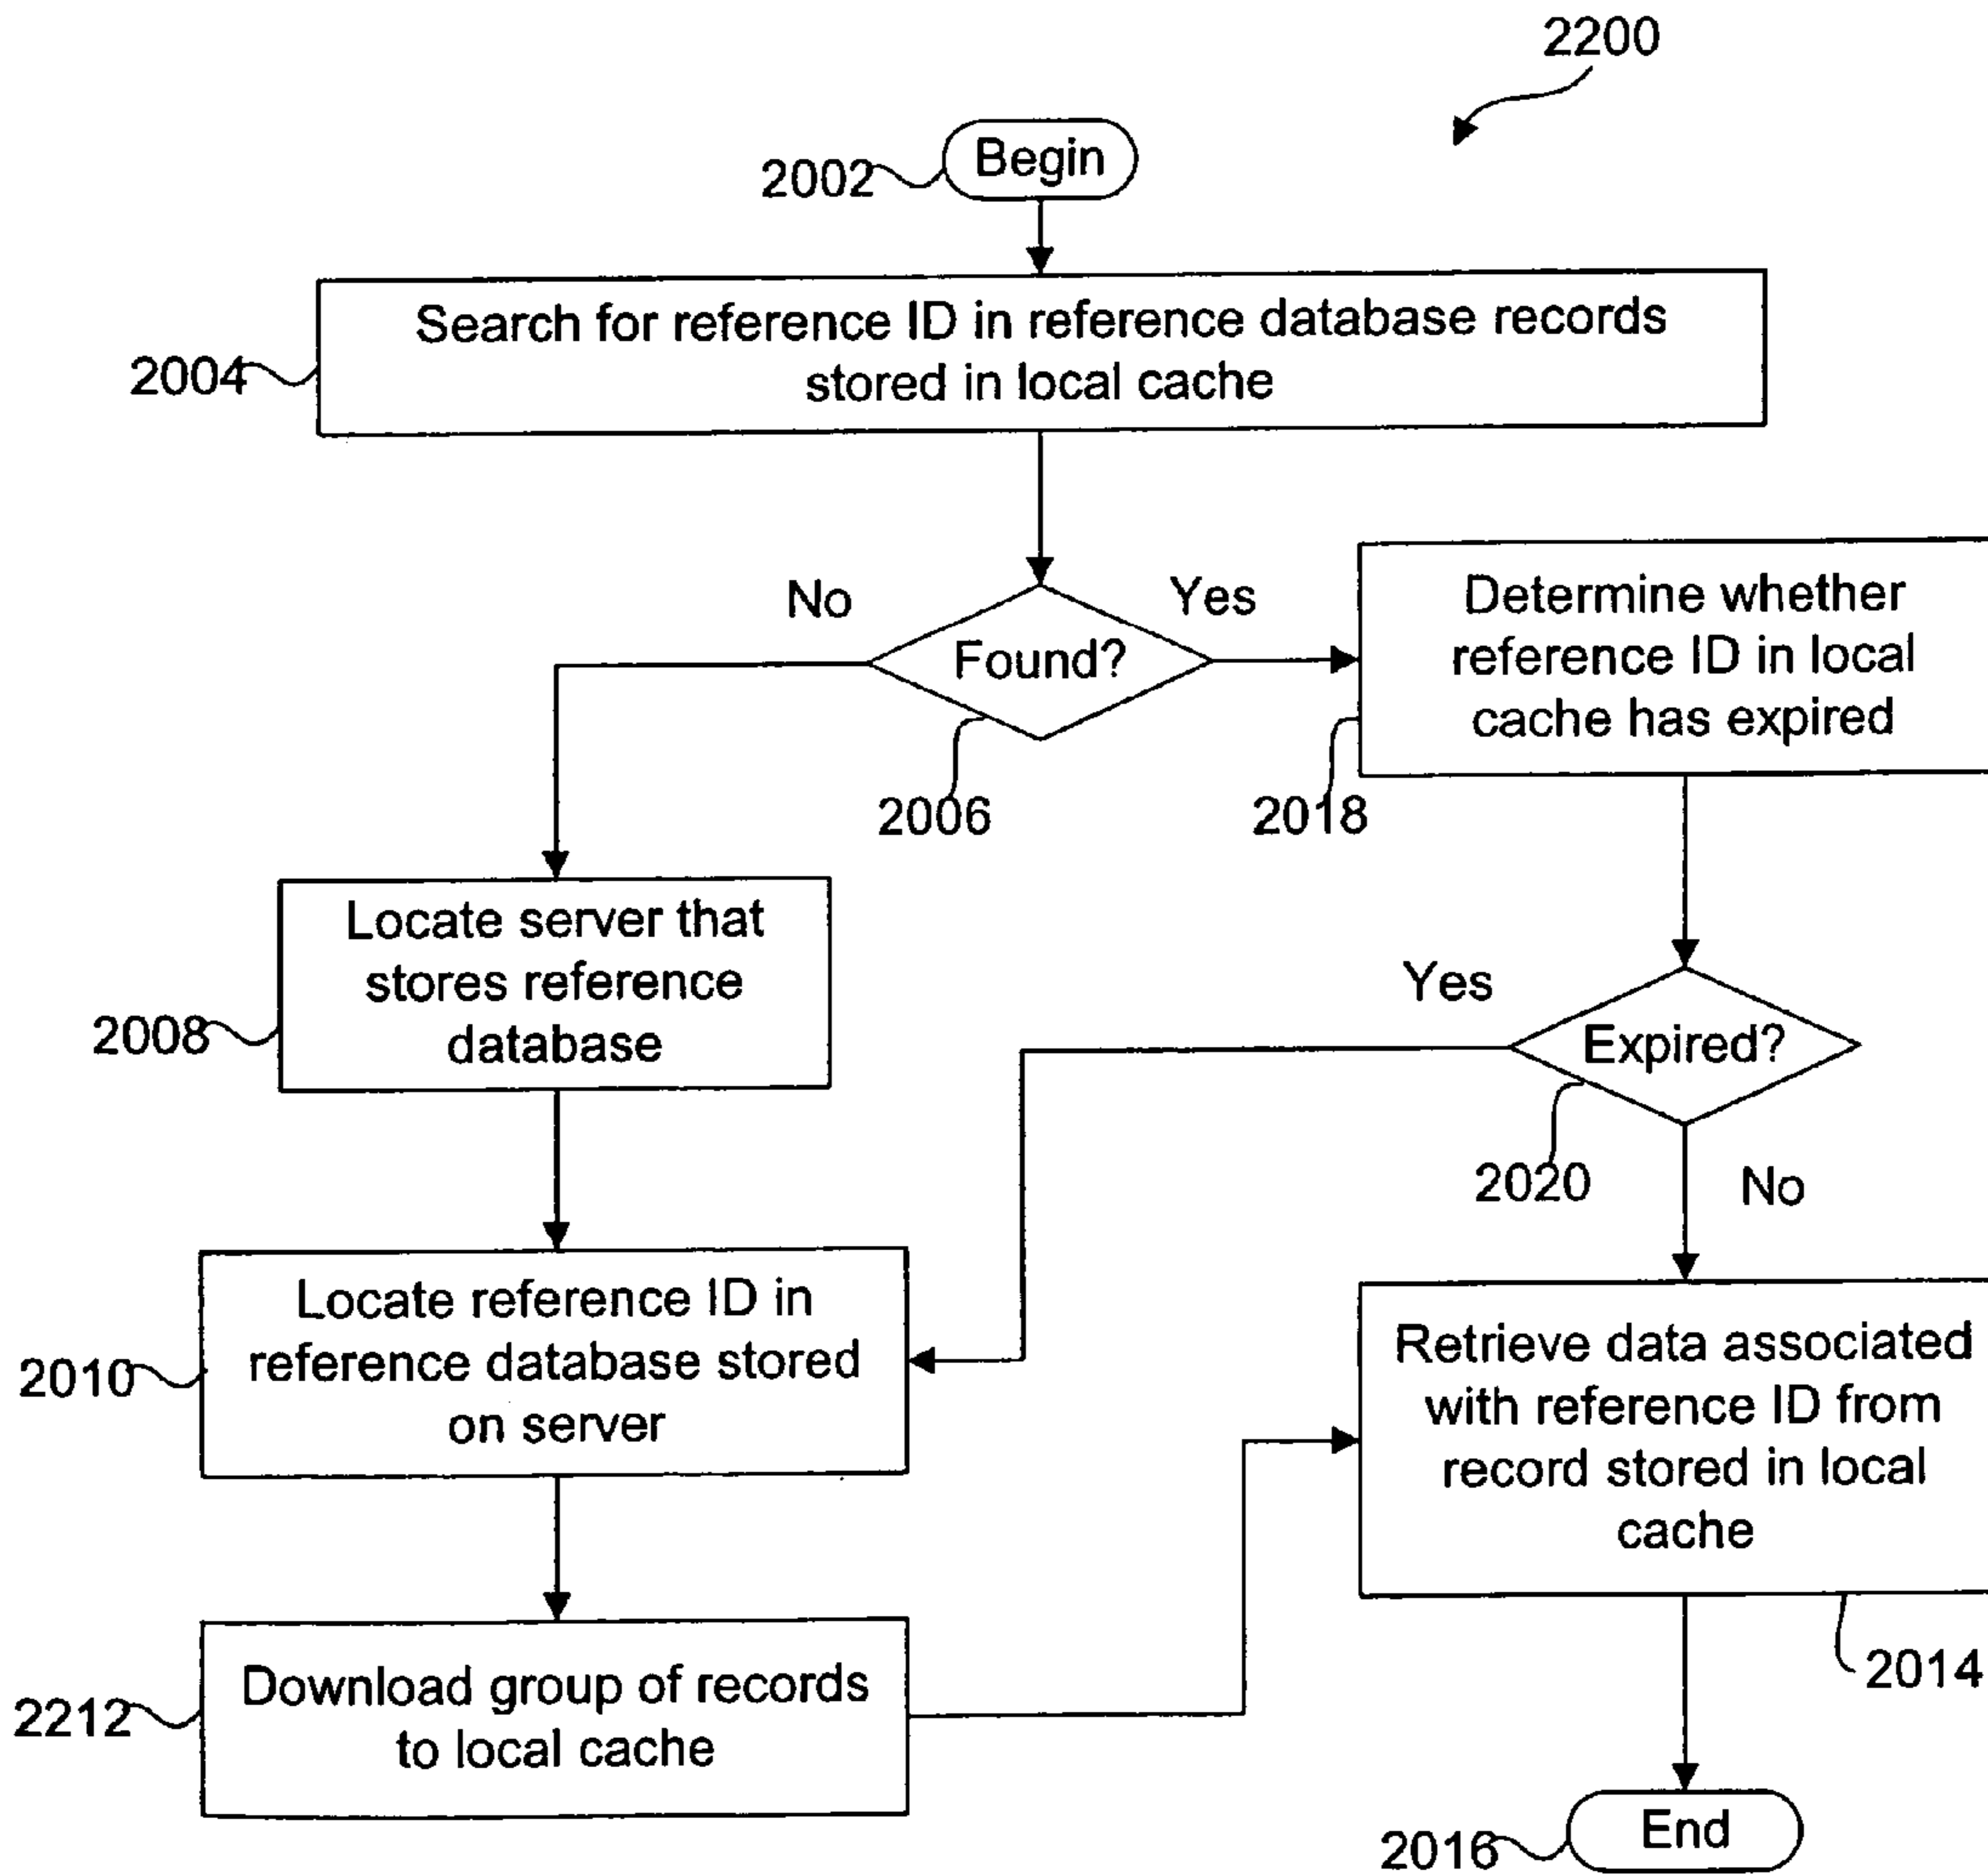 2200
Begin
2002
Search for reference ID in reference database records
stored in local cache
2004
No
Yes
Found?
2006
Determine whether
reference ID in local
cache has expired
2018
Locate server that
stores reference
database
2008
Yes
Expired?
2020
No
Locate reference ID in
reference database stored
on server
2010
Retrieve data associated
with reference ID from
record stored in local
cache
2014
Download group of records
to local cache
2212
End
2016